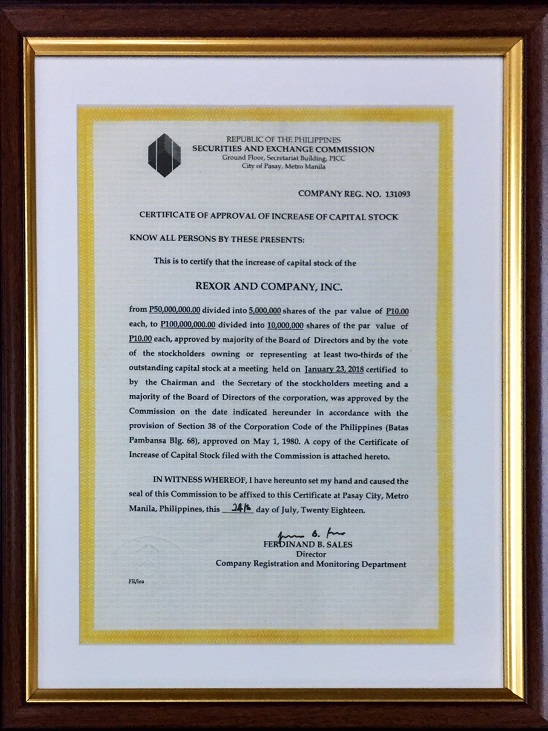 REPUBLIC OF THE PHILIPPINES
SECURITIES AND EXCHANGE COMMISSION
Ground Floor, Secretariat Building, PICC
City of Pasay, Metro Manila
COMPANY REG. NO. 131093
CERTIFICATE OF APPROVAL OF INCREASE OF CAPITAL STOCK
KNOW ALL PERSONS BY THESE PRESENTS:
This is to certify that the increase of capital stock of the
REXOR AND COMPANY, INC.
from P50,000,000.00 divided into 5,000,000 shares of the par value of P10.00
each, to P100,000,000.00 divided into 10,000,000 shares of the par value of
P10.00 each, approved by majority of the Board of Directors and by the vote
of the stockholders owning or representing at least two-thirds of the
outstanding capital stock at a meeting held on January 23, 2018 certified to
by the Chairman and the Secretary of the stockholders meeting and a
majority of the Board of Directors of the corporation, was approved by the
Commission on the date indicated hereunder in accordance with the
provision of Section 38 of the Corporation Code of the Philippines (Batas
Pambansa Blg. 68), approved on May 1, 1980. A copy of the Certificate of
Increase of Capital Stock filed with the Commission is attached hereto.
IN WITNESS WHEREOF, I have hereunto set my hand and caused the
seal of this Commission to be affixed to this Certificate at Pasay City, Metro
Manila, Philippines, this 24th day of July, Twenty Eighteen.
FERDINAND B. SALES
Director
Company Registration and Monitoring Department